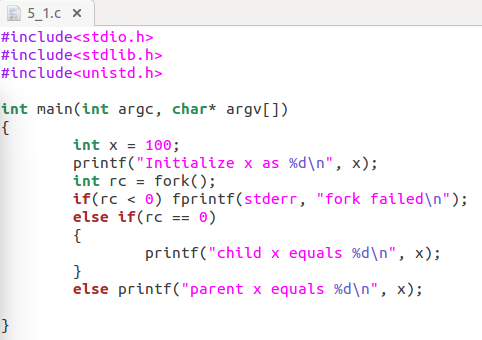 5_1.c ×
#include<stdio.h>
#include<stdlib.h>
#include<unistd.h>
int main(int argc, char* argv[])
{
int x = 100;
printf("Initialize x as %d\n", x);
int rc = fork();
if(rc < 0) fprintf(stderr, "fork failed\n");
else if(rc == 0)
{
printf("child x equals %d\n", x);
}
else printf("parent x equals %d\n", x);
}